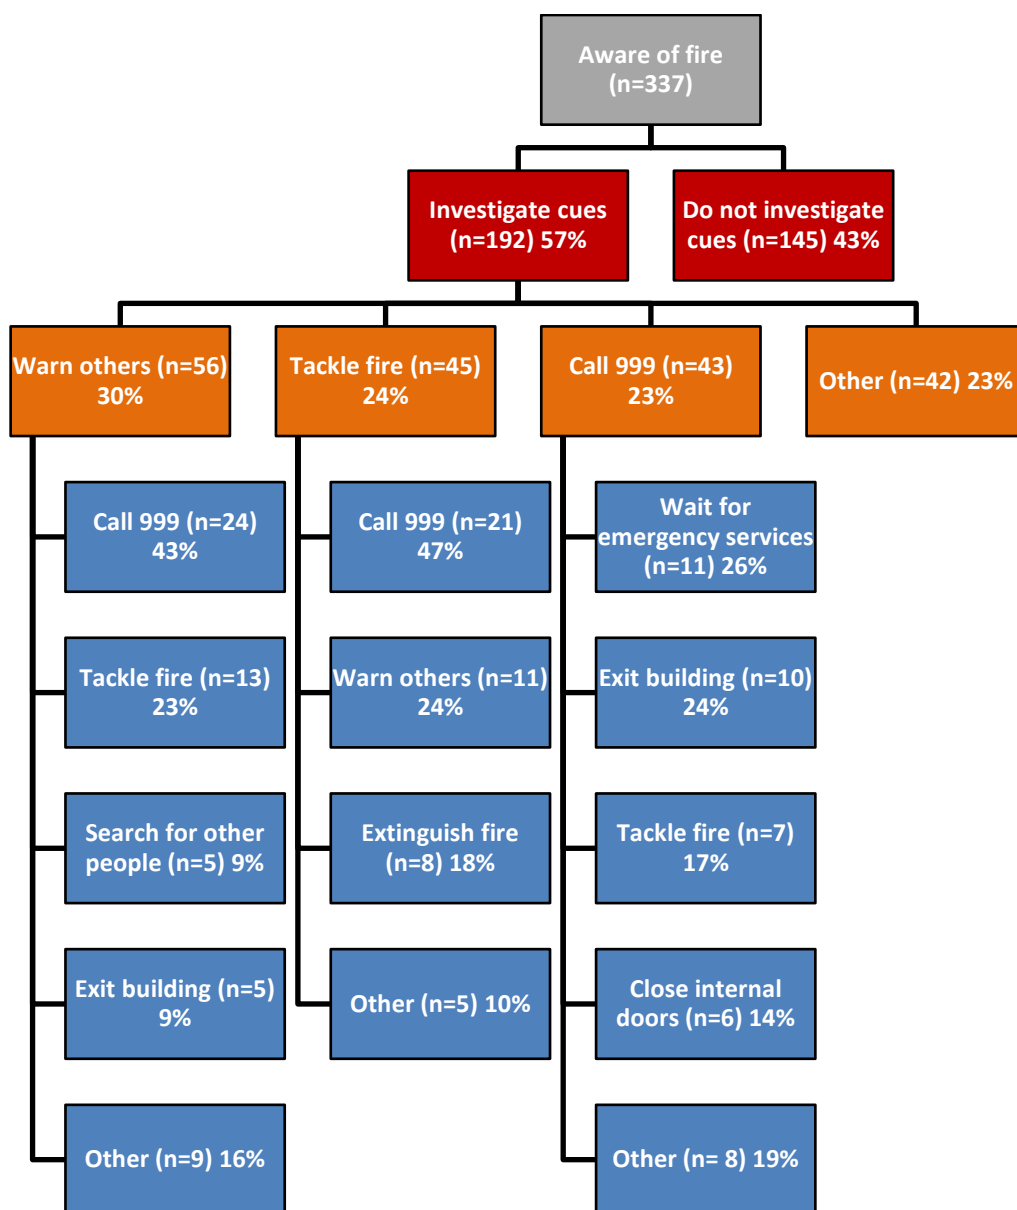 Aware of fire
(n=337)
Investigate cues
(n=192) 57%
Do not investigate
cues (n=145) 43%
Warn others (n=56)
30%
Tackle fire (n=45)
24%
Call 999 (n=43)
23%
Other (n=42) 23%
Call 999 (n=24)
43%
Tackle fire (n=13)
23%
Search for other
people (n=5) 9%
Exit building (n=5)
9%
Other (n=9) 16%
Call 999 (n=21)
47%
Warn others (n=11)
24%
Extinguish fire
(n=8) 18%
Other (n=5) 10%
Wait for
emergency services
(n=11) 26%
Exit building (n=10)
24%
Tackle fire (n=7)
17%
Close internal
doors (n=6) 14%
Other (n= 8) 19%